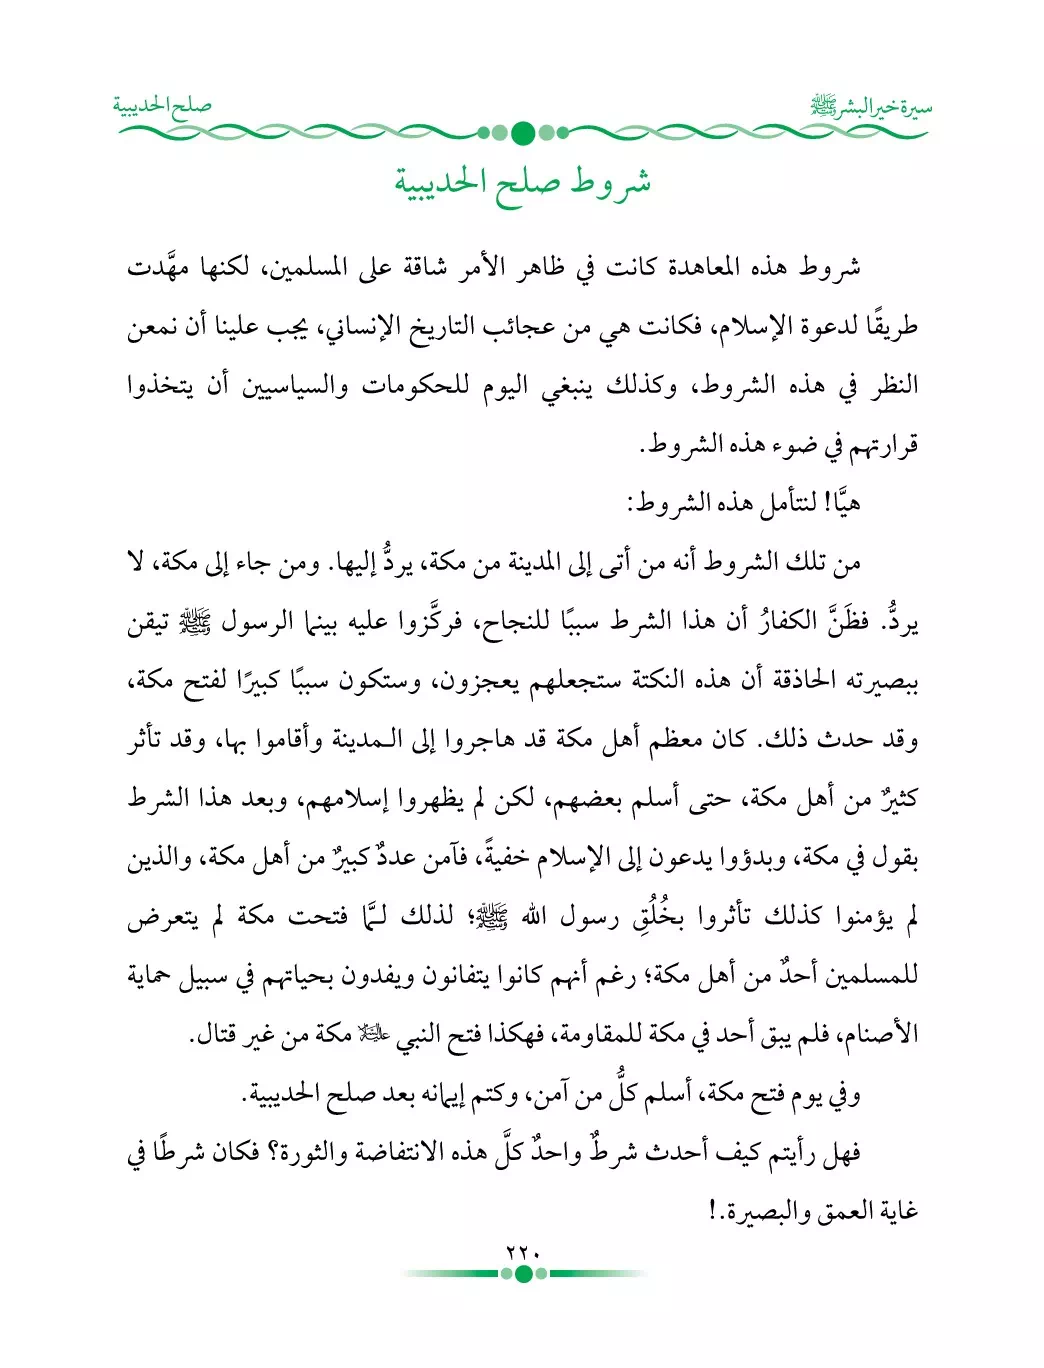 سيرة خير البشر ﷺ
صلح الحديبية
شروط صلح الحديبية
شروط هذه المعاهدة كانت في ظاهر الأمر شاقة على المسلمين، لكنها مهَّدت
طريقًا لدعوة الإسلام، فكانت هي من عجائب التاريخ الإنساني، يجب علينا أن نمعن
النظر في هذه الشروط، وكذلك ينبغي اليوم للحكومات والسياسيين أن يتخذوا
قرارتهم في ضوء هذه الشروط.
هيَّا! لنتأمل هذه الشروط:
من تلك الشروط أنه من أتى إلى المدينة من مكة، يردُّ إليها. ومن جاء إلى مكة، لا
يردُّ. فظَنَّ الكفارُ أن هذا الشرط سببًا للنجاح، فركَّزوا عليه بينما الرسول ﷺ تيقن
ببصيرته الحاذقة أن هذه النكتة ستجعلهم يعجزون، وستكون سببًا كبيرًا لفتح مكة،
وقد حدث ذلك. كان معظم أهل مكة قد هاجروا إلى الـمدينة وأقاموا بها، وقد تأثر
كثيرٌ من أهل مكة، حتى أسلم بعضهم، لكن لم يظهروا إسلامهم، وبعد هذا الشرط
بقول في مكة، وبدؤوا يدعون إلى الإسلام خفيةً، فآمن عددٌ كبيرٌ من أهل مكة، والذين
لم يؤمنوا كذلك تأثروا بخُلُقِ رسول الله ﷺ؛ لذلك لـمَّا فتحت مكة لم يتعرض
للمسلمين أحدٌ من أهل مكة؛ رغم أنهم كانوا يتفانون ويفدون بحياتهم في سبيل حماية
الأصنام، فلم يبق أحد في مكة للمقاومة، فهكذا فتح النبي عليه السلام مكة من غير قتال.
وفي يوم فتح مكة، أسلم كلُّ من آمن، وكتم إيمانه بعد صلح الحديبية.
فهل رأيتم كيف أحدث شرطٌ واحدٌ كلَّ هذه الانتفاضة والثورة؟ فكان شرطًا في
غاية العمق والبصيرة.!
٢٢٠